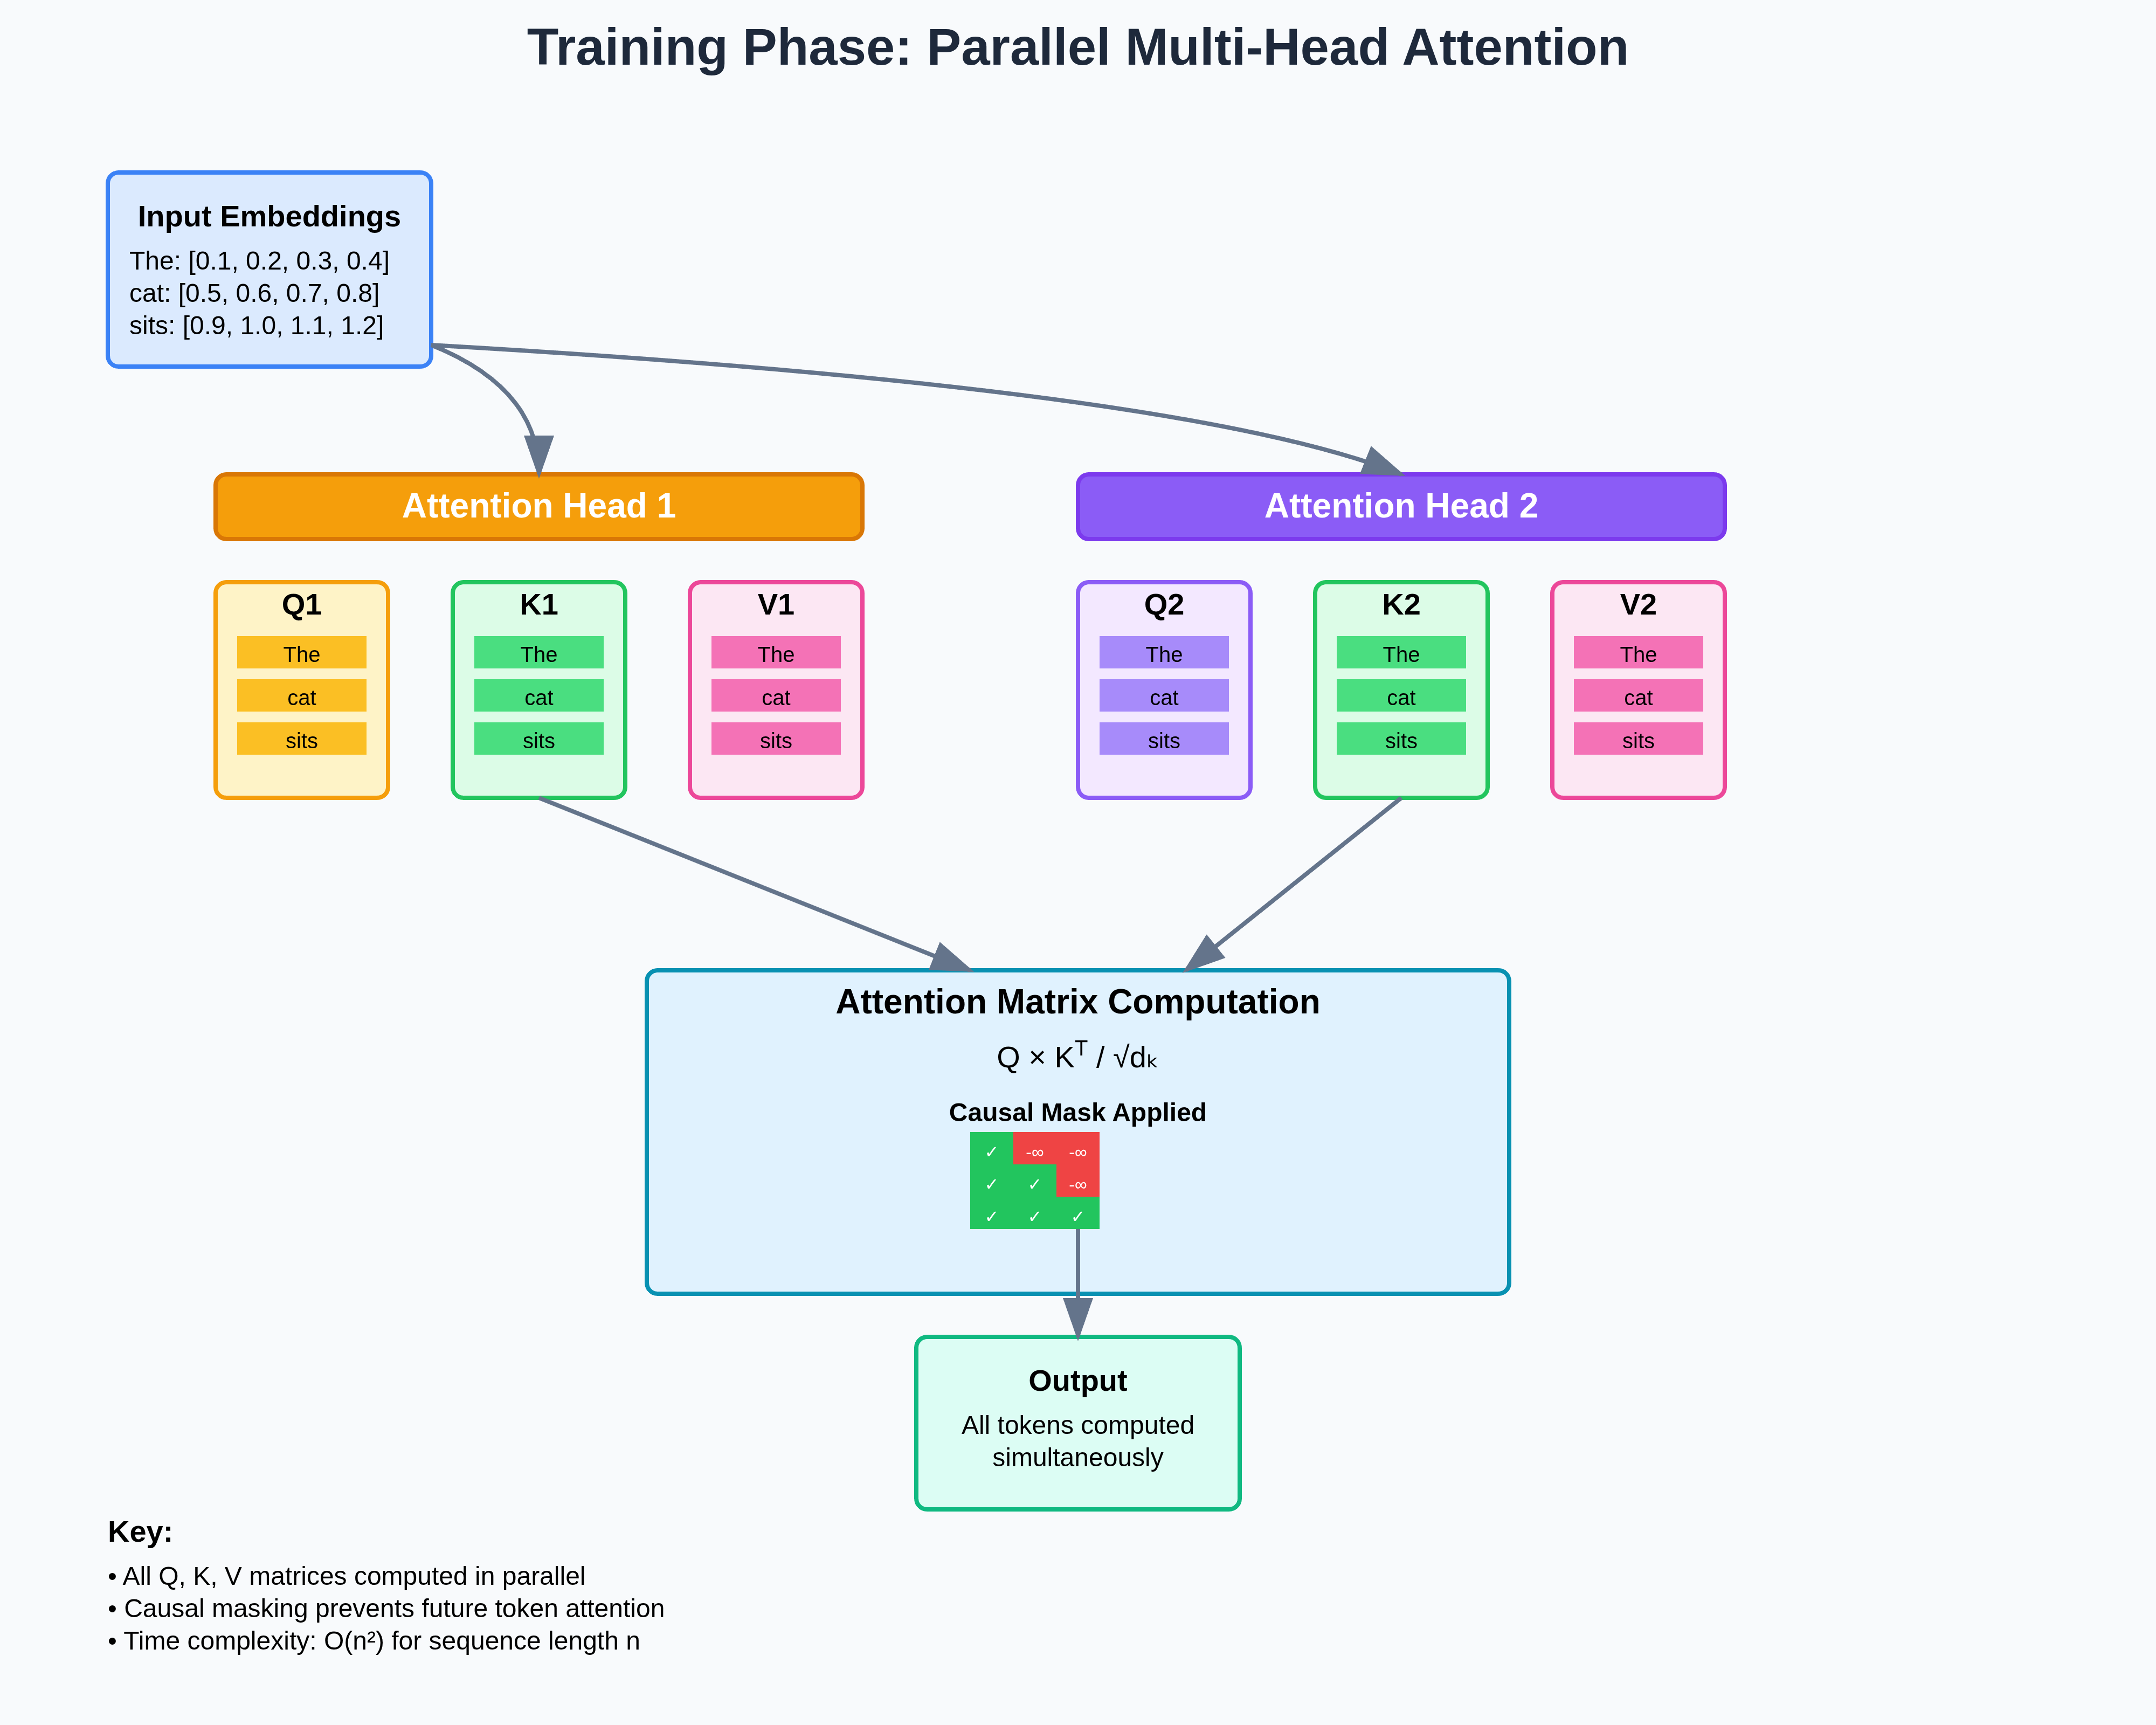 Training Phase: Parallel Multi-Head Attention
Input Embeddings
The: [0.1, 0.2, 0.3, 0.4]
cat: [0.5, 0.6, 0.7, 0.8]
sits: [0.9, 1.0, 1.1, 1.2]
Attention Head 1
Attention Head 2
Q1
The
cat
sits
K1
The
cat
sits
V1
The
cat
sits
Q2
The
cat
sits
K2
The
cat
sits
V2
The
cat
sits
Attention Matrix Computation
Q × Kᵀ / √dₖ
Causal Mask Applied
✓ -∞ -∞
✓ ✓ -∞
✓ ✓ ✓
Output
All tokens computed
simultaneously
Key:
• All Q, K, V matrices computed in parallel
• Causal masking prevents future token attention
• Time complexity: O(n²) for sequence length n